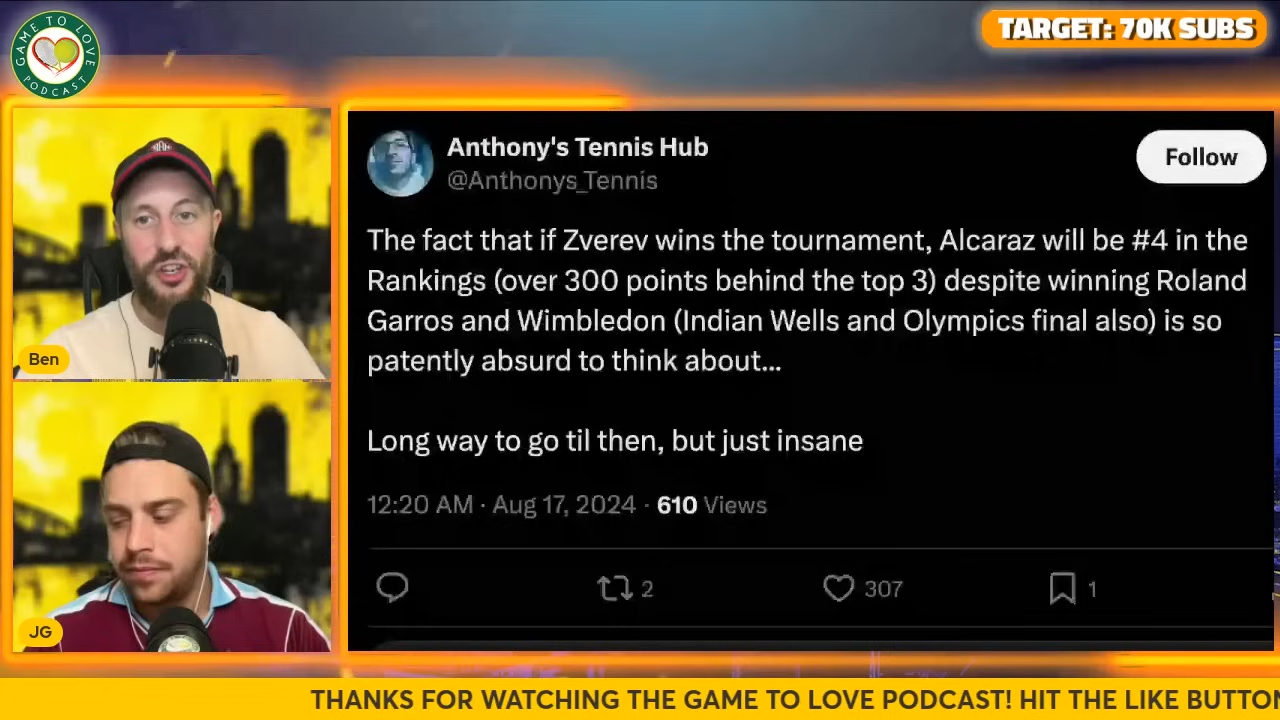 GAME TO LOVE
PODCAST
TARGET: 70K SUBS
Anthony's Tennis Hub
@Anthonys_Tennis
Follow
The fact that if Zverev wins the tournament, Alcaraz will be #4 in the
Rankings (over 300 points behind the top 3) despite winning Roland
Garros and Wimbledon (Indian Wells and Olympics final also) is so
patently absurd to think about...
Long way to go til then, but just insane
12:20 AM · Aug 17, 2024 · 610 Views
2
307
1
Ben
JG
THANKS FOR WATCHING THE GAME TO LOVE PODCAST! HIT THE LIKE BUTTON